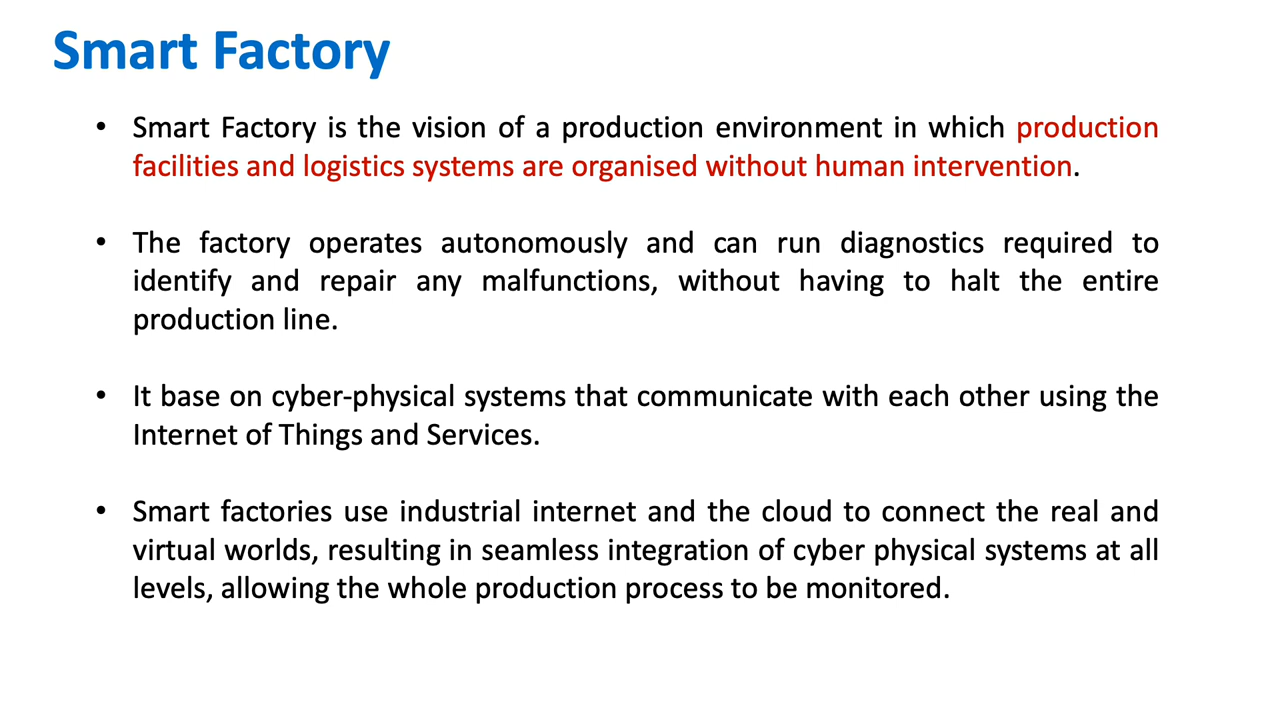 Smart Factory
• Smart Factory is the vision of a production environment in which production
facilities and logistics systems are organised without human intervention.
• The factory operates autonomously and can run diagnostics required to
identify and repair any malfunctions, without having to halt the entire
production line.
• It base on cyber-physical systems that communicate with each other using the
Internet of Things and Services.
• Smart factories use industrial internet and the cloud to connect the real and
virtual worlds, resulting in seamless integration of cyber physical systems at all
levels, allowing the whole production process to be monitored.